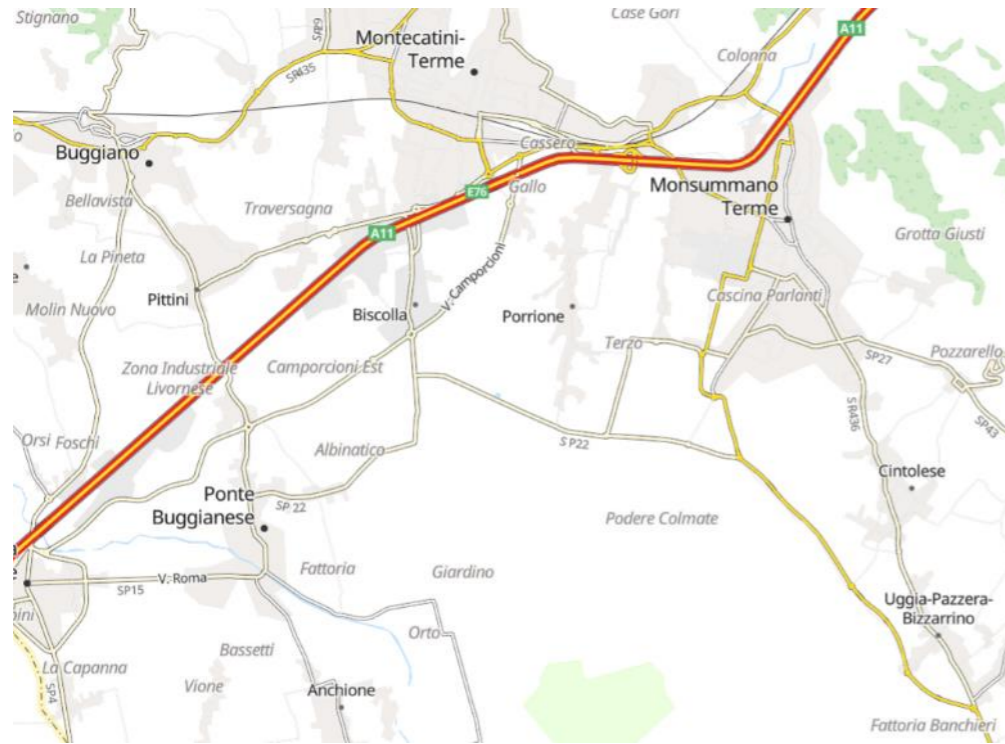 Stignano
SP89
Case Gori
A11
Montecatini-
Terme
Colonna
SR435
Cassero
Buggiano
Gallo
Monsummano
Terme
E76
Bellavista
Traversagna
A11
Grotta Giusti
La Pineta
V. Camporcioni
Pittini
Molin Nuovo
Biscolla
Porrione
Cascina Parlanti
Terzo
SP27
Pozzarello
Zona Industriale
Livornese
Camporcioni Est
SR436
SP43
Orsi
Foschi
Albinatico
SP22
Cintolese
Ponte
Buggianese
SP 22
Podere Colmate
Fattoria
Giardino
V. Roma
SP15
Uggia-Pazzera-
Bizzarrino
Orto
Bassetti
La Capanna
Vione
SP4
Anchione
Fattoria Banchieri